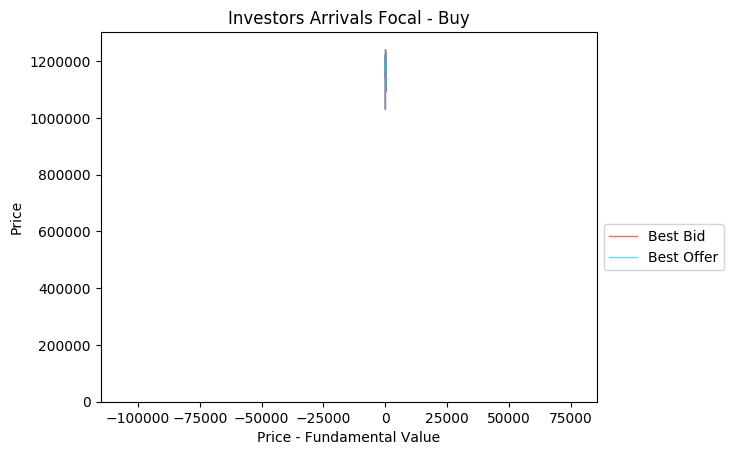 Investors Arrivals Focal - Buy
1200000
1000000
800000
600000
400000
200000
0
Price
−100000 −75000 −50000 −25000 0 25000 50000 75000
Price - Fundamental Value
Best Bid
Best Offer